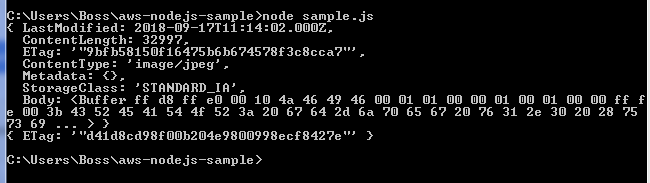 C:\Users\Boss\aws-nodejs-sample>node sample.js
{ LastModified: 2018-09-17T11:14:02.000Z,
  ContentLength: 32997,
  ETag: '"9bfb58150f16475b6b674578f3c8cca7"',
  ContentType: 'image/jpeg',
  Metadata: {},
  StorageClass: 'STANDARD_IA',
  Body: <Buffer ff d8 ff e0 00 10 4a 46 49 46 00 01 01 00 00 01 00 01 00 00 ff f
e 00 3b 43 52 45 41 54 4f 52 3a 20 67 64 2d 6a 70 65 67 20 76 31 2e 30 20 28 75
73 69 ... > }
{ ETag: '"d41d8cd98f00b204e9800998ecf8427e"' }
C:\Users\Boss\aws-nodejs-sample>